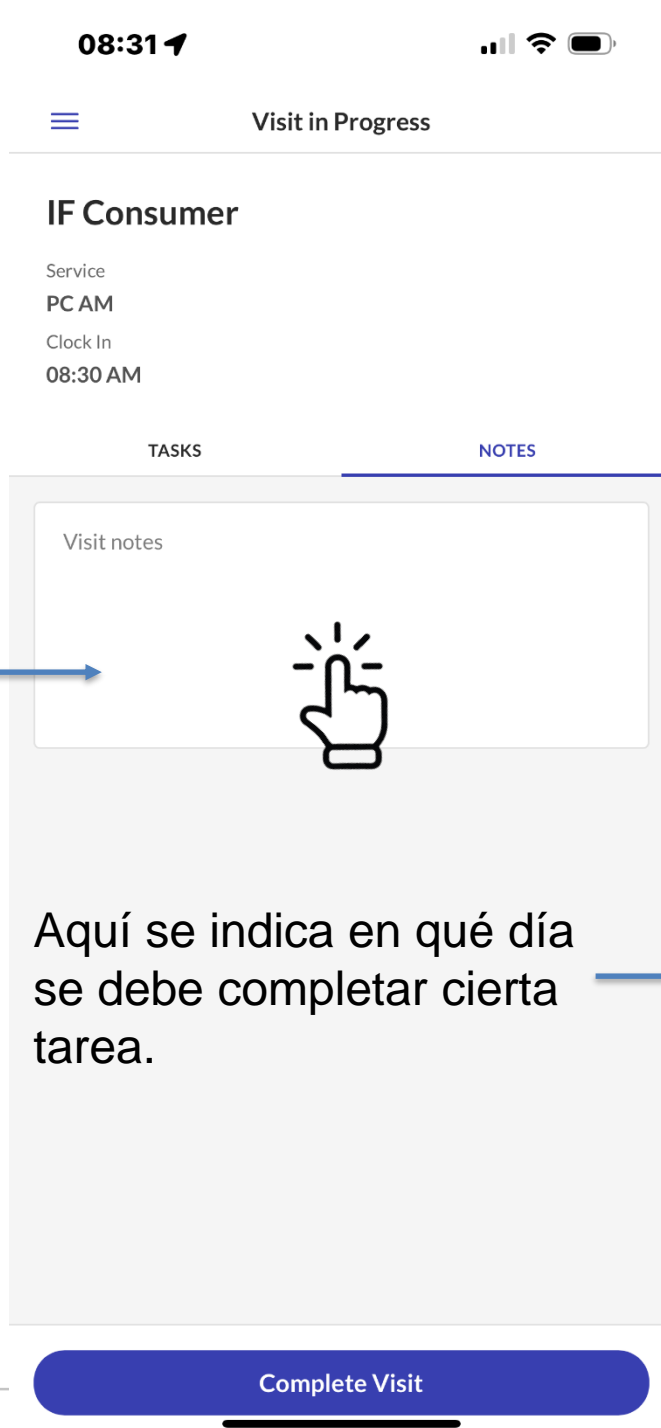 08:31
Visit in Progress
IF Consumer
Service
PC AM
Clock In
08:30 AM
TASKS NOTES
Visit notes
Aquí se indica en qué día
se debe completar cierta
tarea.
Complete Visit